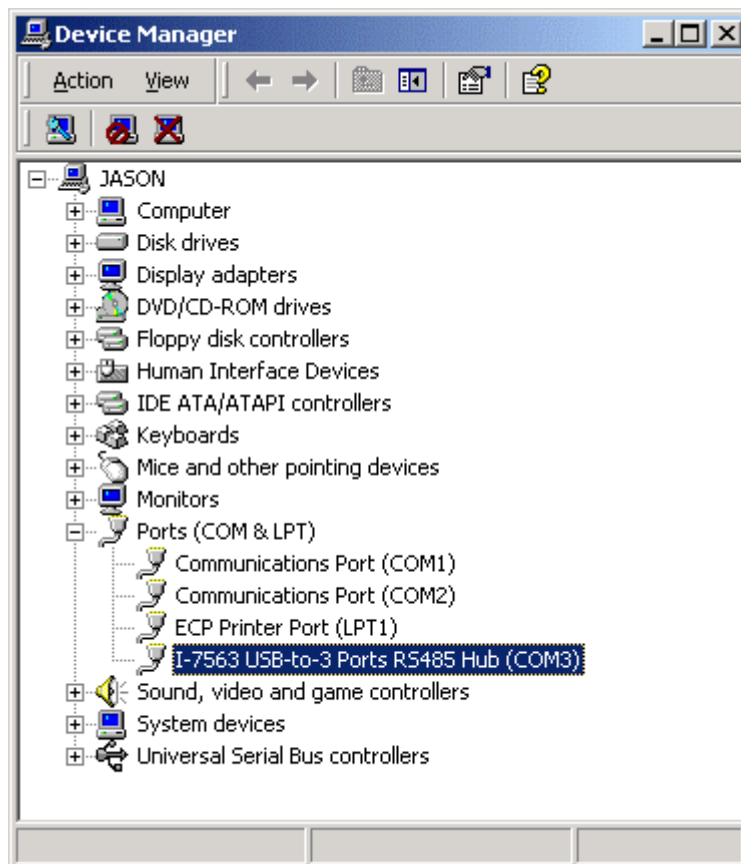 Device Manager
Action View
JASON
Computer
Disk drives
Display adapters
DVD/CD-ROM drives
Floppy disk controllers
Human Interface Devices
IDE ATA/ATAPI controllers
Keyboards
Mice and other pointing devices
Monitors
Ports (COM & LPT)
Communications Port (COM1)
Communications Port (COM2)
ECP Printer Port (LPT1)
I-7563 USB-to-3 Ports RS485 Hub (COM3)
Sound, video and game controllers
System devices
Universal Serial Bus controllers